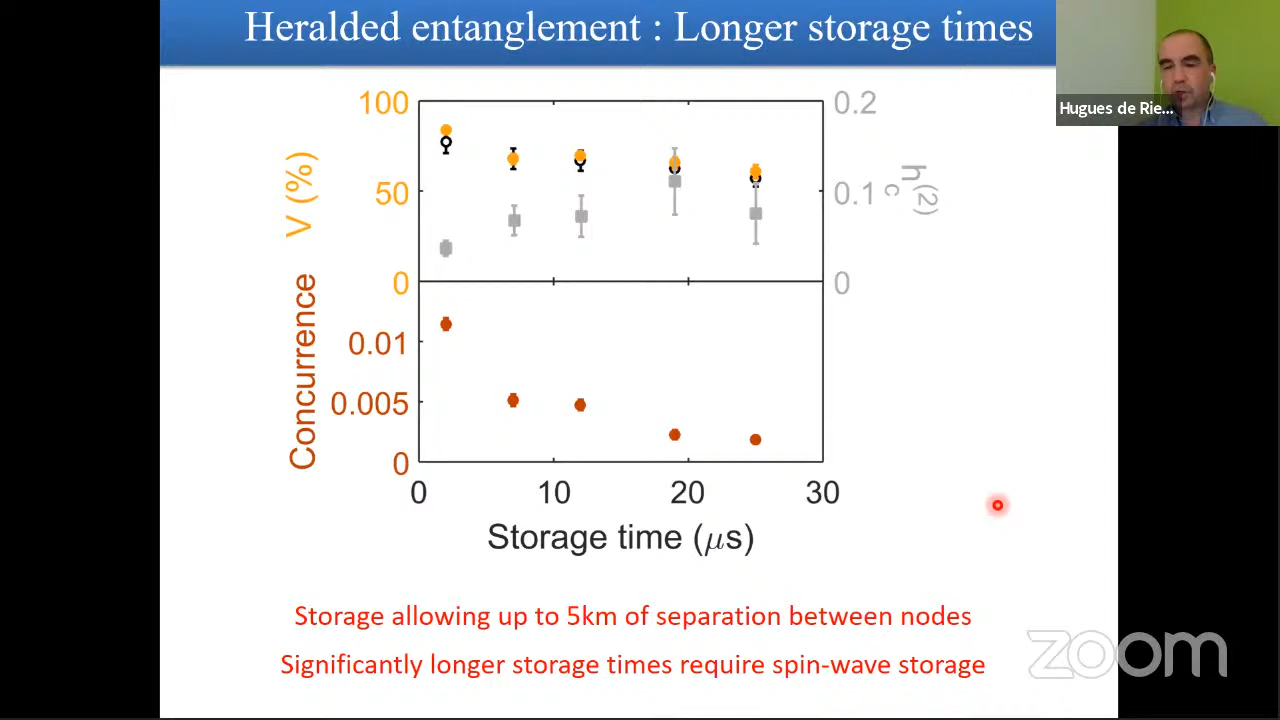 Heralded entanglement : Longer storage times
Hugues de Rie...
100
50
0
V (%)
0.2
0.1
0
h_c^(2)
Concurrence
0.01
0.005
0
0
10
20
30
Storage time (μs)
Storage allowing up to 5km of separation between nodes
Significantly longer storage times require spin-wave storage
zoom